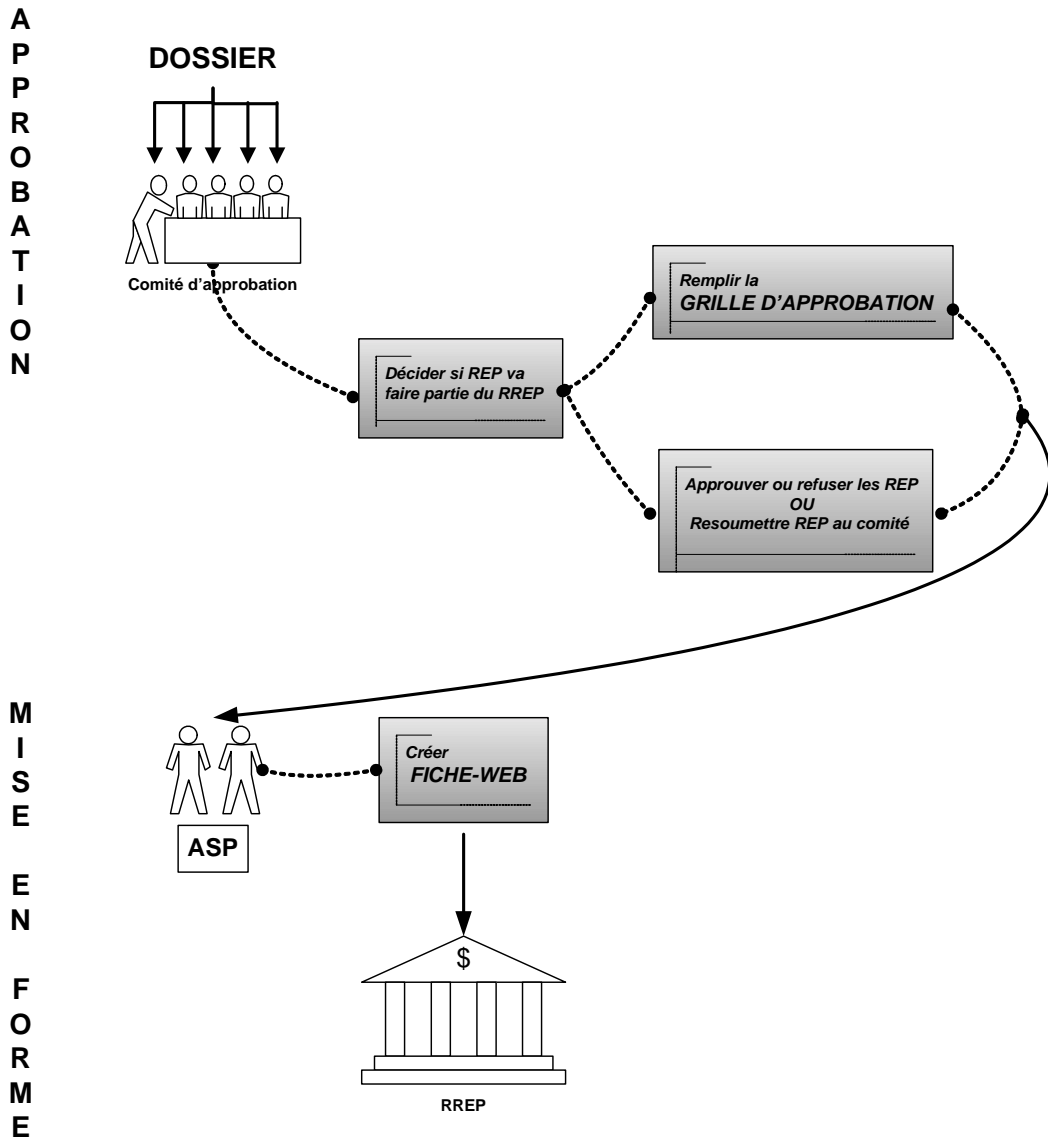 APPROBATION
DOSSIER
Comité d'approbation
Décider si REP va
faire partie du RREP
Remplir la
GRILLE D'APPROBATION
Approuver ou refuser les REP
OU
Resoumettre REP au comité
MISE EN FORME
ASP
Créer
FICHE-WEB
$
RREP